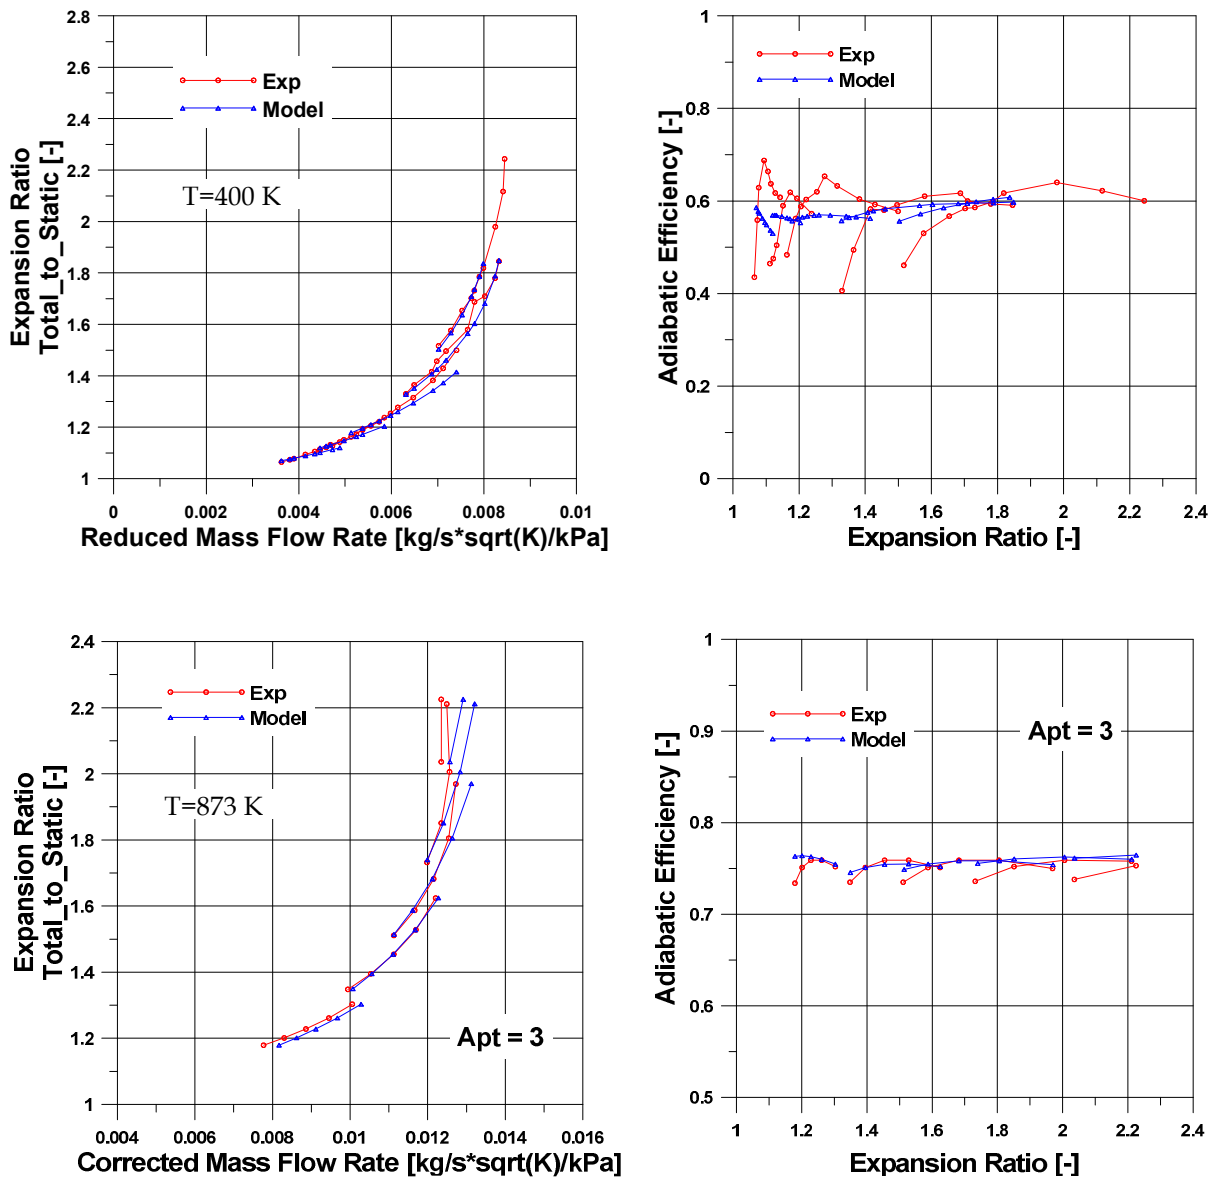 2.8
2.6
2.4
2.2
2
1.8
1.6
1.4
1.2
1
Expansion Ratio
Total_to_Static [-]
Exp
Model
T=400 K
0 0.002 0.004 0.006 0.008 0.01
Reduced Mass Flow Rate [kg/s*sqrt(K)/kPa]
1
0.8
0.6
0.4
0.2
0
Adiabatic Efficiency [-]
Exp
Model
1 1.2 1.4 1.6 1.8 2 2.2 2.4
Expansion Ratio [-]
2.4
2.2
2
1.8
1.6
1.4
1.2
1
Expansion Ratio
Total_to_Static [-]
Exp
Model
T=873 K
Apt = 3
0.004 0.006 0.008 0.01 0.012 0.014 0.016
Corrected Mass Flow Rate [kg/s*sqrt(K)/kPa]
1
0.9
0.8
0.7
0.6
0.5
Adiabatic Efficiency [-]
Exp
Model
Apt = 3
1 1.2 1.4 1.6 1.8 2 2.2 2.4
Expansion Ratio [-]